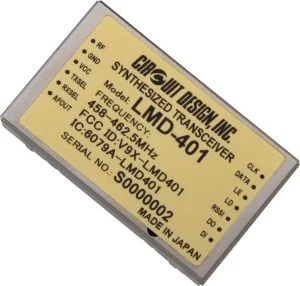 CIRCUIT DESIGN, INC.
SYNTHESIZED TRANSCEIVER
Model: LMD-401
FREQUENCY:
458-462.5MHz
FCC ID:V9X-LMD401
IC:6079A-LMD401
SERIAL NO.:
S0000002
MADE IN JAPAN
RF
GND
VCC
TXSEL
RXSEL
AFOUT
CLK
DATA
LE
LD
RSSI
DO
DI